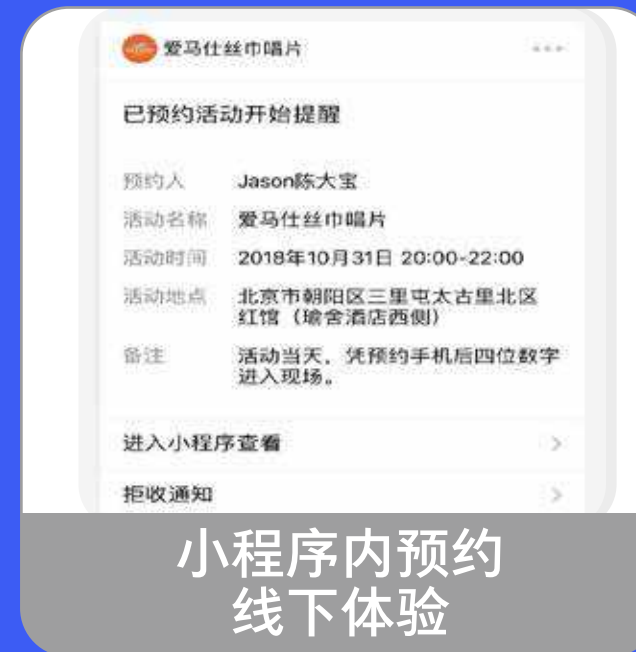 爱马仕丝巾唱片
已预约活动开始提醒
预约人 Jason陈大宝
活动名称 爱马仕丝巾唱片
活动时间 2018年10月31日 20:00-22:00
活动地点 北京市朝阳区三里屯太古里北区
红馆（瑜舍酒店西侧）
备注 活动当天，凭预约手机后四位数字
进入现场。
进入小程序查看
拒收通知
小程序内预约
线下体验